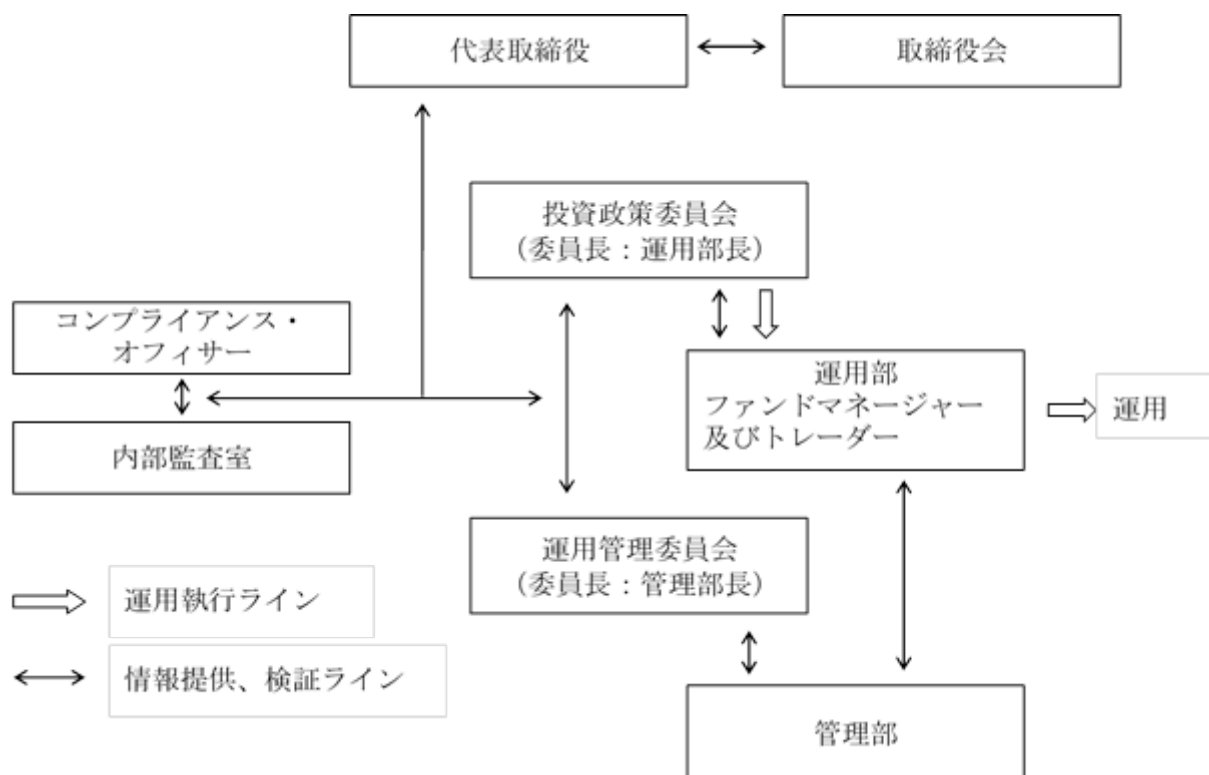 代表取締役
取締役会
投資政策委員会
（委員長：運用部長）
コンプライアンス・
オフィサー
運用部
ファンドマネージャー
及びトレーダー
運用
内部監査室
運用管理委員会
（委員長：管理部長）
運用執行ライン
情報提供、検証ライン
管理部